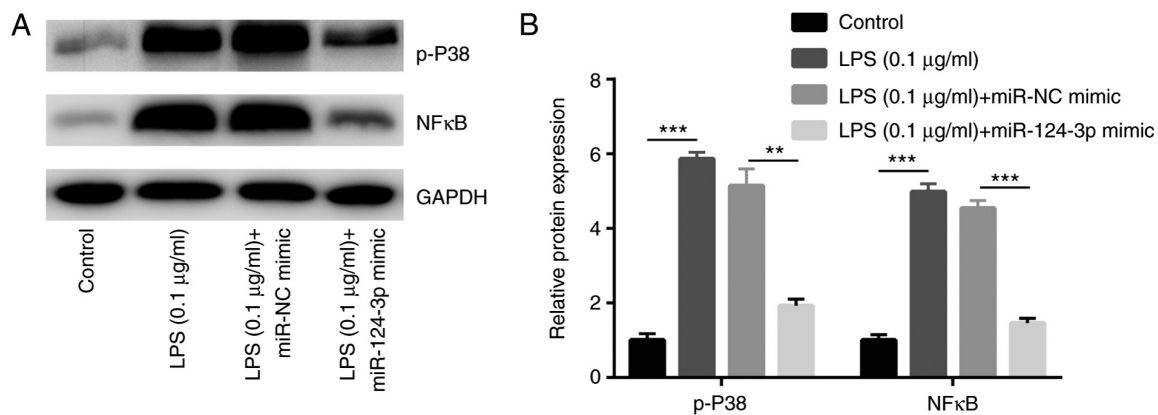 A
p-P38
NFκB
GAPDH
Control
LPS (0.1 µg/ml)
LPS (0.1 µg/ml)+
miR-NC mimic
LPS (0.1 µg/ml)+
miR-124-3p mimic
B
Control
LPS (0.1 µg/ml)
LPS (0.1 µg/ml)+miR-NC mimic
LPS (0.1 µg/ml)+miR-124-3p mimic
Relative protein expression
8
6
4
2
0
***
**
***
***
p-P38
NFκB